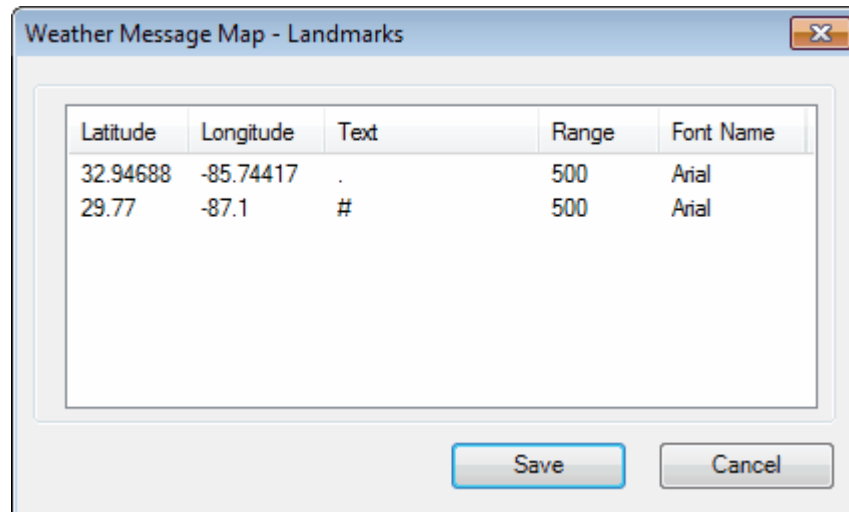 Weather Message Map - Landmarks
Latitude Longitude Text Range Font Name
32.94688 -85.74417 . 500 Arial
29.77 -87.1 # 500 Arial
Save Cancel